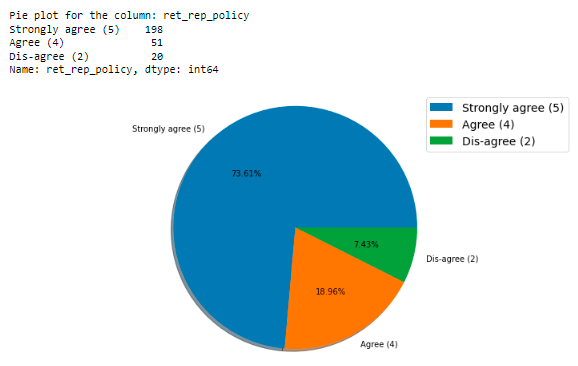 Pie plot for the column: ret_rep_policy
Strongly agree (5)    198
Agree (4)             51
Dis-agree (2)         20
Name: ret_rep_policy, dtype: int64
Strongly agree (5)
Agree (4)
Dis-agree (2)
Strongly agree (5)
73.61%
7.43%
Dis-agree (2)
18.96%
Agree (4)